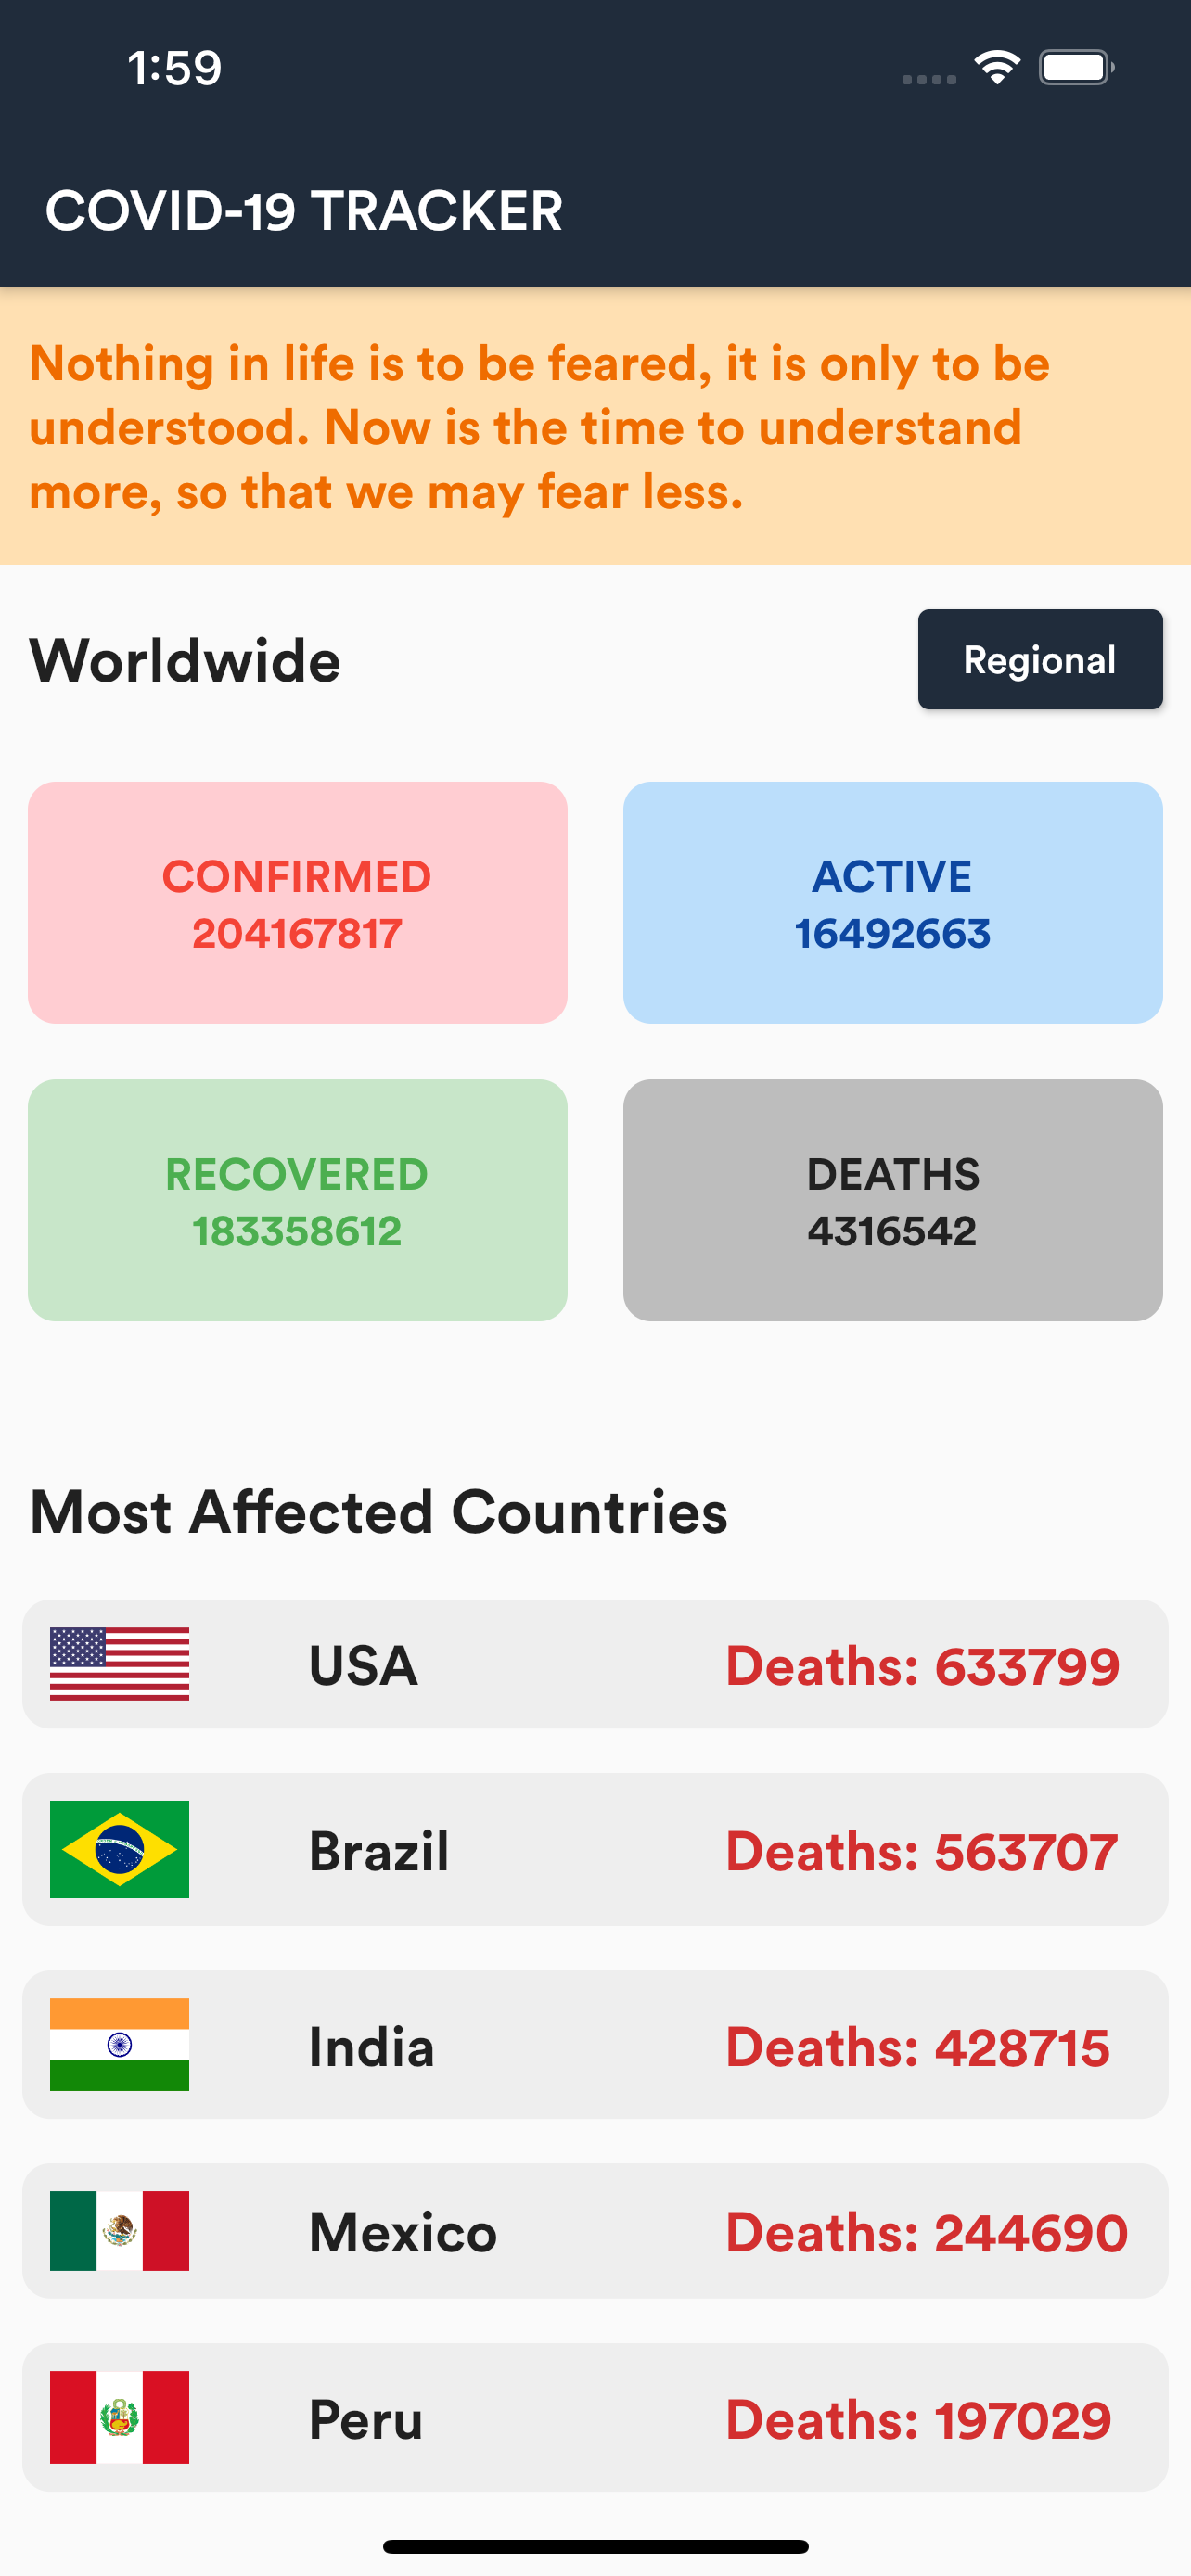 1:59
COVID-19 TRACKER
Nothing in life is to be feared, it is only to be
understood. Now is the time to understand
more, so that we may fear less.
Worldwide
Regional
CONFIRMED
204167817
ACTIVE
16492663
RECOVERED
183358612
DEATHS
4316542
Most Affected Countries
USA Deaths: 633799
Brazil Deaths: 563707
India Deaths: 428715
Mexico Deaths: 244690
Peru Deaths: 197029